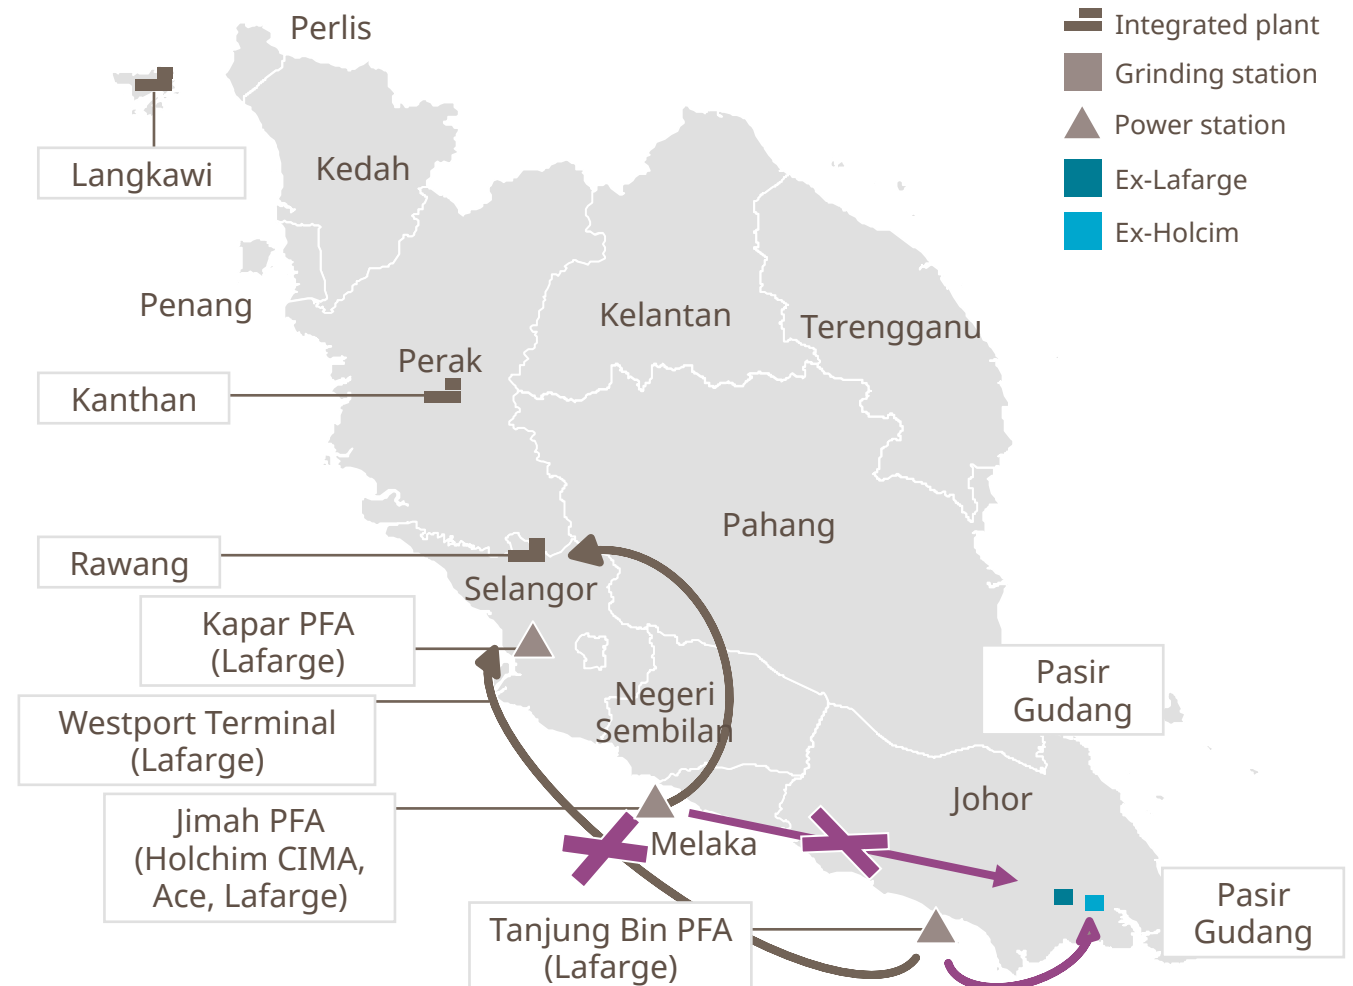 Perlis
Integrated plant
Grinding station
Power station
Ex-Lafarge
Ex-Holcim
Langkawi
Kedah
Penang
Kelantan
Terengganu
Perak
Kanthan
Pahang
Rawang
Selangor
Kapar PFA
(Lafarge)
Pasir
Gudang
Negeri
Sembilan
Westport Terminal
(Lafarge)
Johor
Jimah PFA
(Holchim CIMA,
Ace, Lafarge)
Melaka
Pasir
Gudang
Tanjung Bin PFA
(Lafarge)